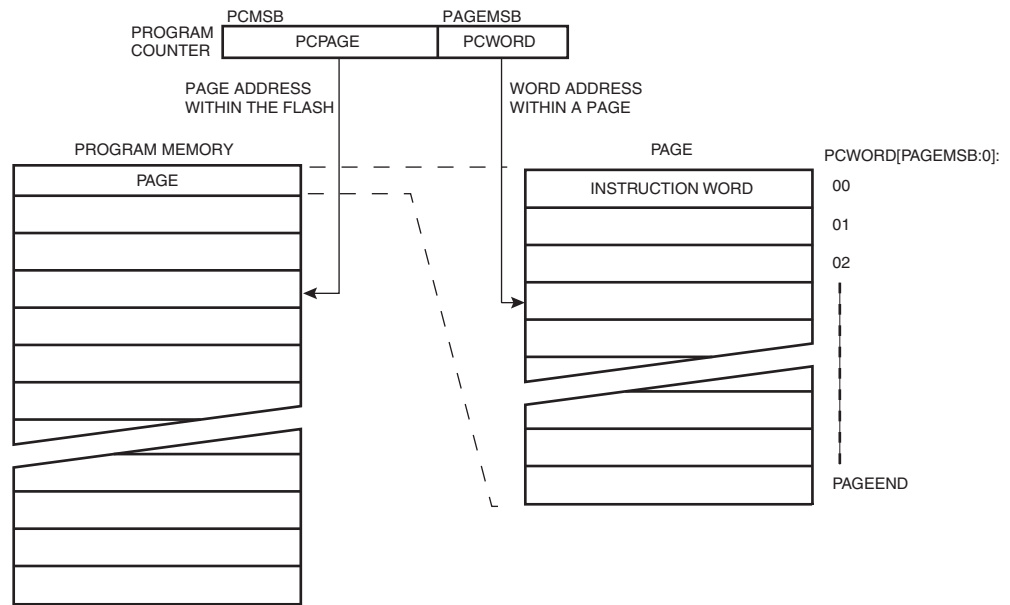 PCMSB
PAGEMSB
PROGRAM
COUNTER
PCPAGE
PCWORD
PAGE ADDRESS
WITHIN THE FLASH
WORD ADDRESS
WITHIN A PAGE
PROGRAM MEMORY
PAGE
PAGE
PCWORD[PAGEMSB:0]:
INSTRUCTION WORD
00
01
02
PAGEEND